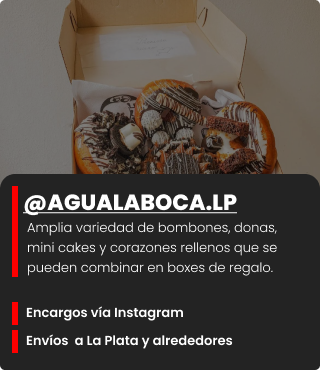 @AGUALABOCA.LP
Amplia variedad de bombones, donas,
mini cakes y corazones rellenos que se
pueden combinar en boxes de regalo.
Encargos vía Instagram
Envíos a La Plata y alrededores